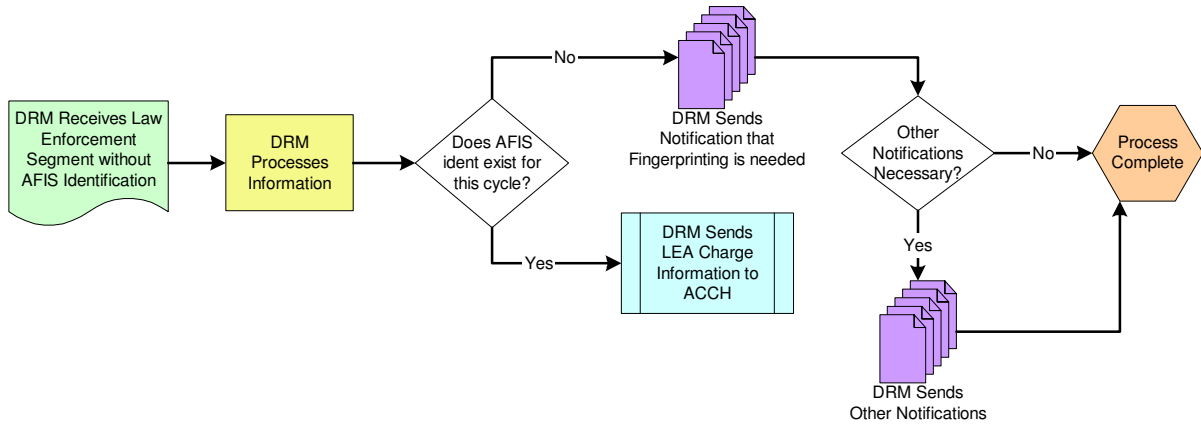 DRM Receives Law
Enforcement
Segment without
AFIS Identification
DRM
Processes
Information
Does AFIS
ident exist for
this cycle?
No
DRM Sends
Notification that
Fingerprinting is needed
Yes
DRM Sends
LEA Charge
Information to
ACCH
Other
Notifications
Necessary?
No
Process
Complete
Yes
DRM Sends
Other Notifications